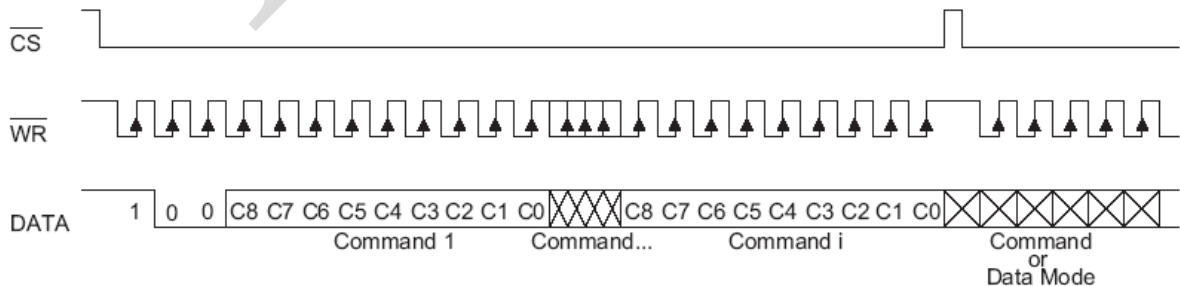 CS
WR
DATA 1 0 0 C8 C7 C6 C5 C4 C3 C2 C1 C0 C8 C7 C6 C5 C4 C3 C2 C1 C0
Command 1 Command... Command i Command
or
Data Mode